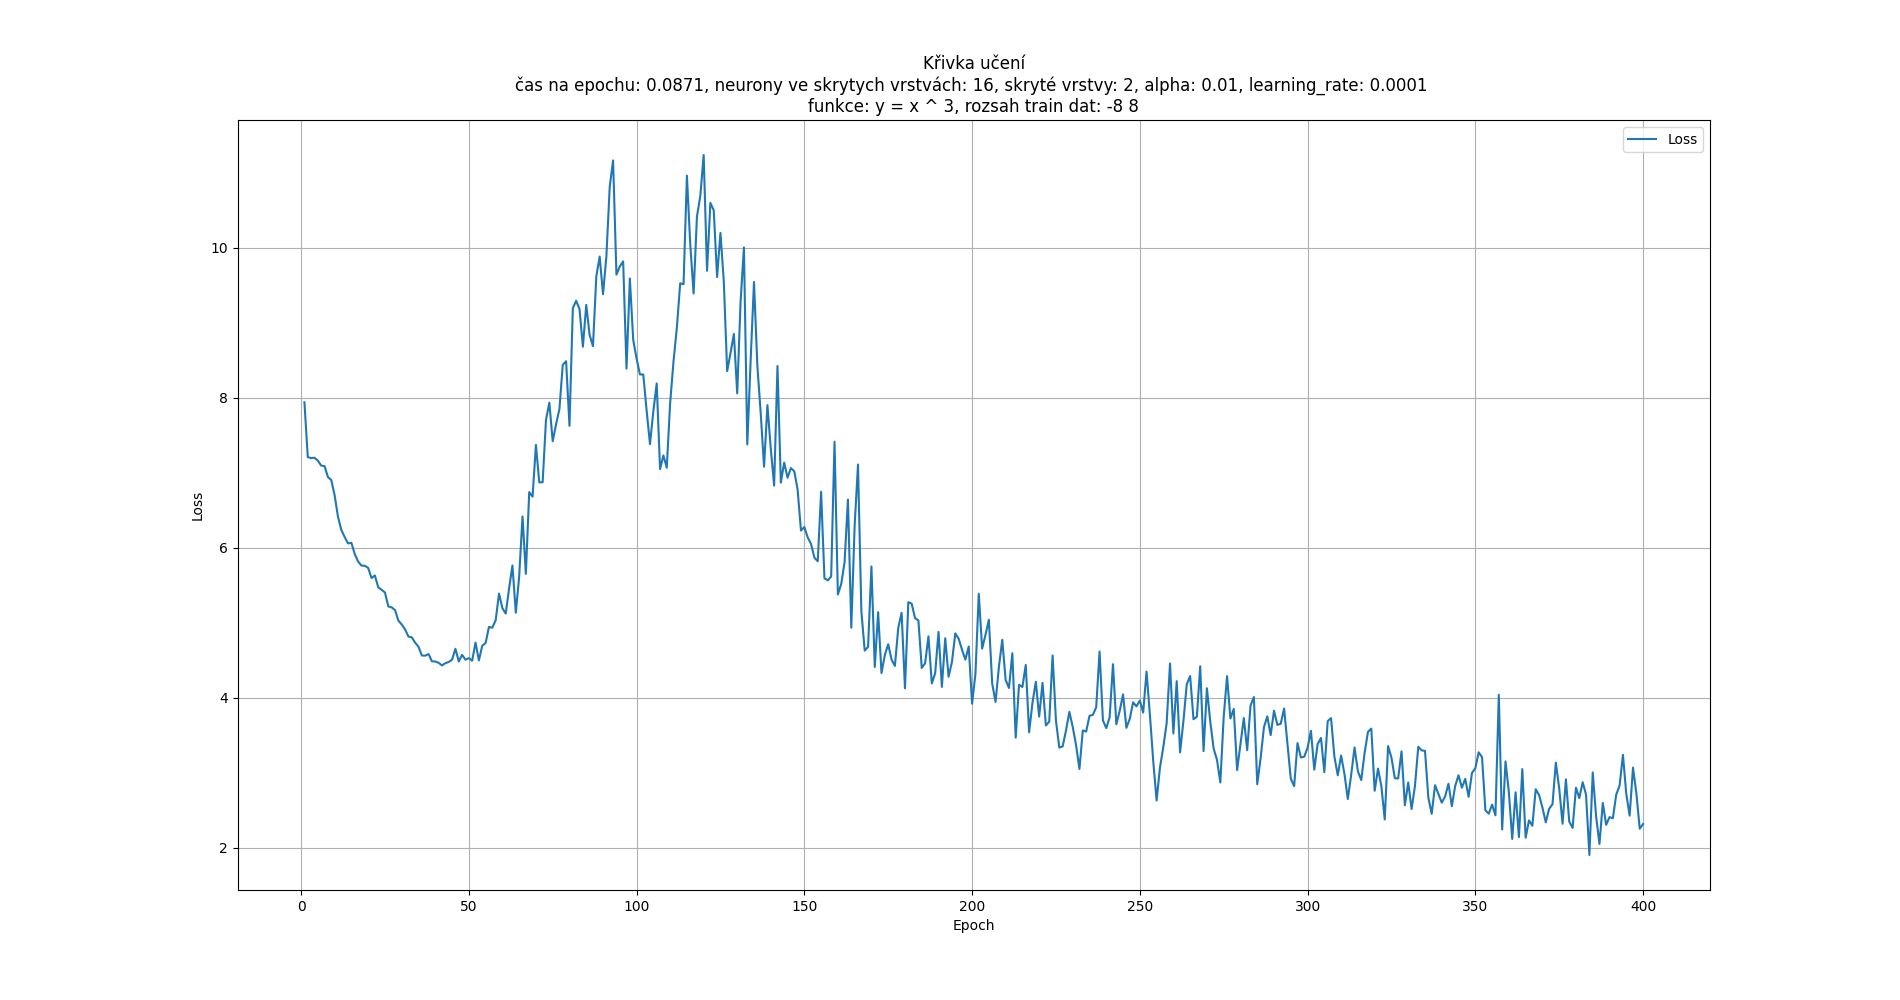 Křivka učení
čas na epochu: 0.0871, neurony ve skrytych vrstvách: 16, skryté vrstvy: 2, alpha: 0.01, learning_rate: 0.0001
funkce: y = x ^ 3, rozsah train dat: -8 8
Loss
10
8
6
4
2
Loss
0
50
100
150
200
250
300
350
400
Epoch